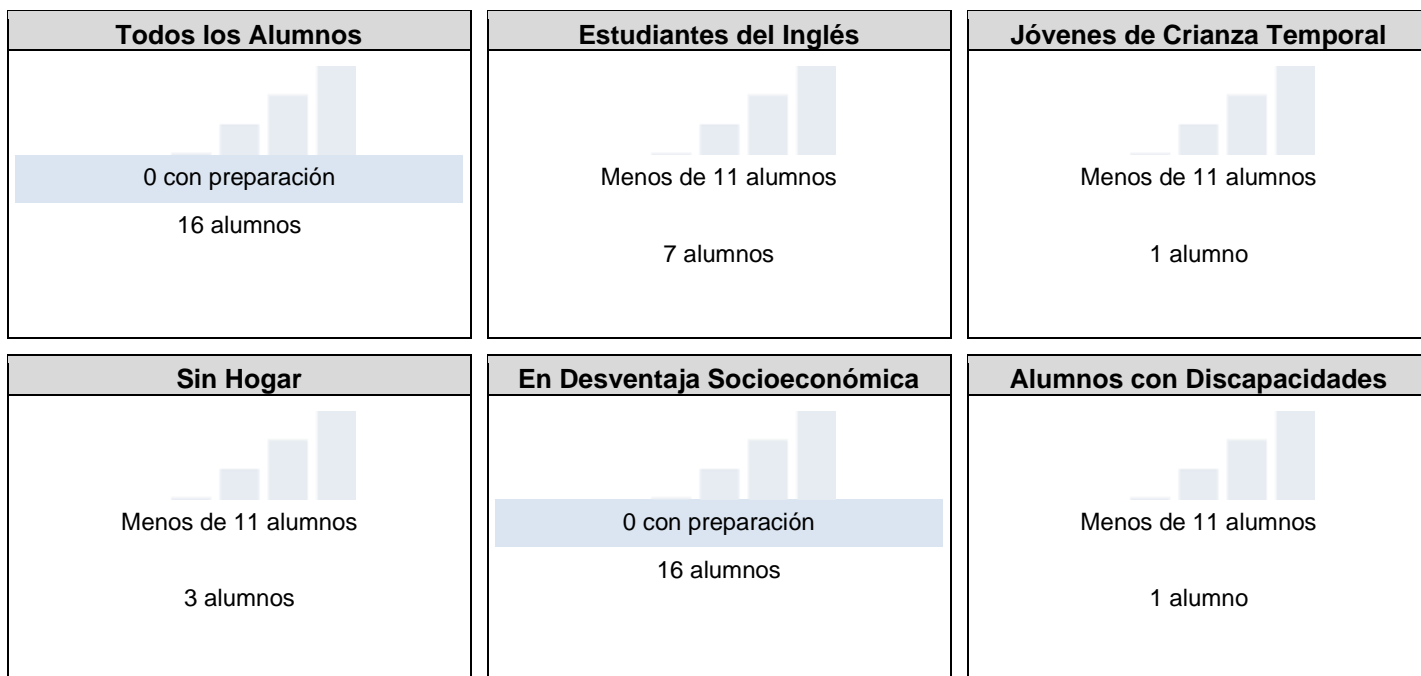 Todos los Alumnos
0 con preparación
16 alumnos
Estudiantes del Inglés
Menos de 11 alumnos
7 alumnos
Jóvenes de Crianza Temporal
Menos de 11 alumnos
1 alumno
Sin Hogar
Menos de 11 alumnos
3 alumnos
En Desventaja Socioeconómica
0 con preparación
16 alumnos
Alumnos con Discapacidades
Menos de 11 alumnos
1 alumno